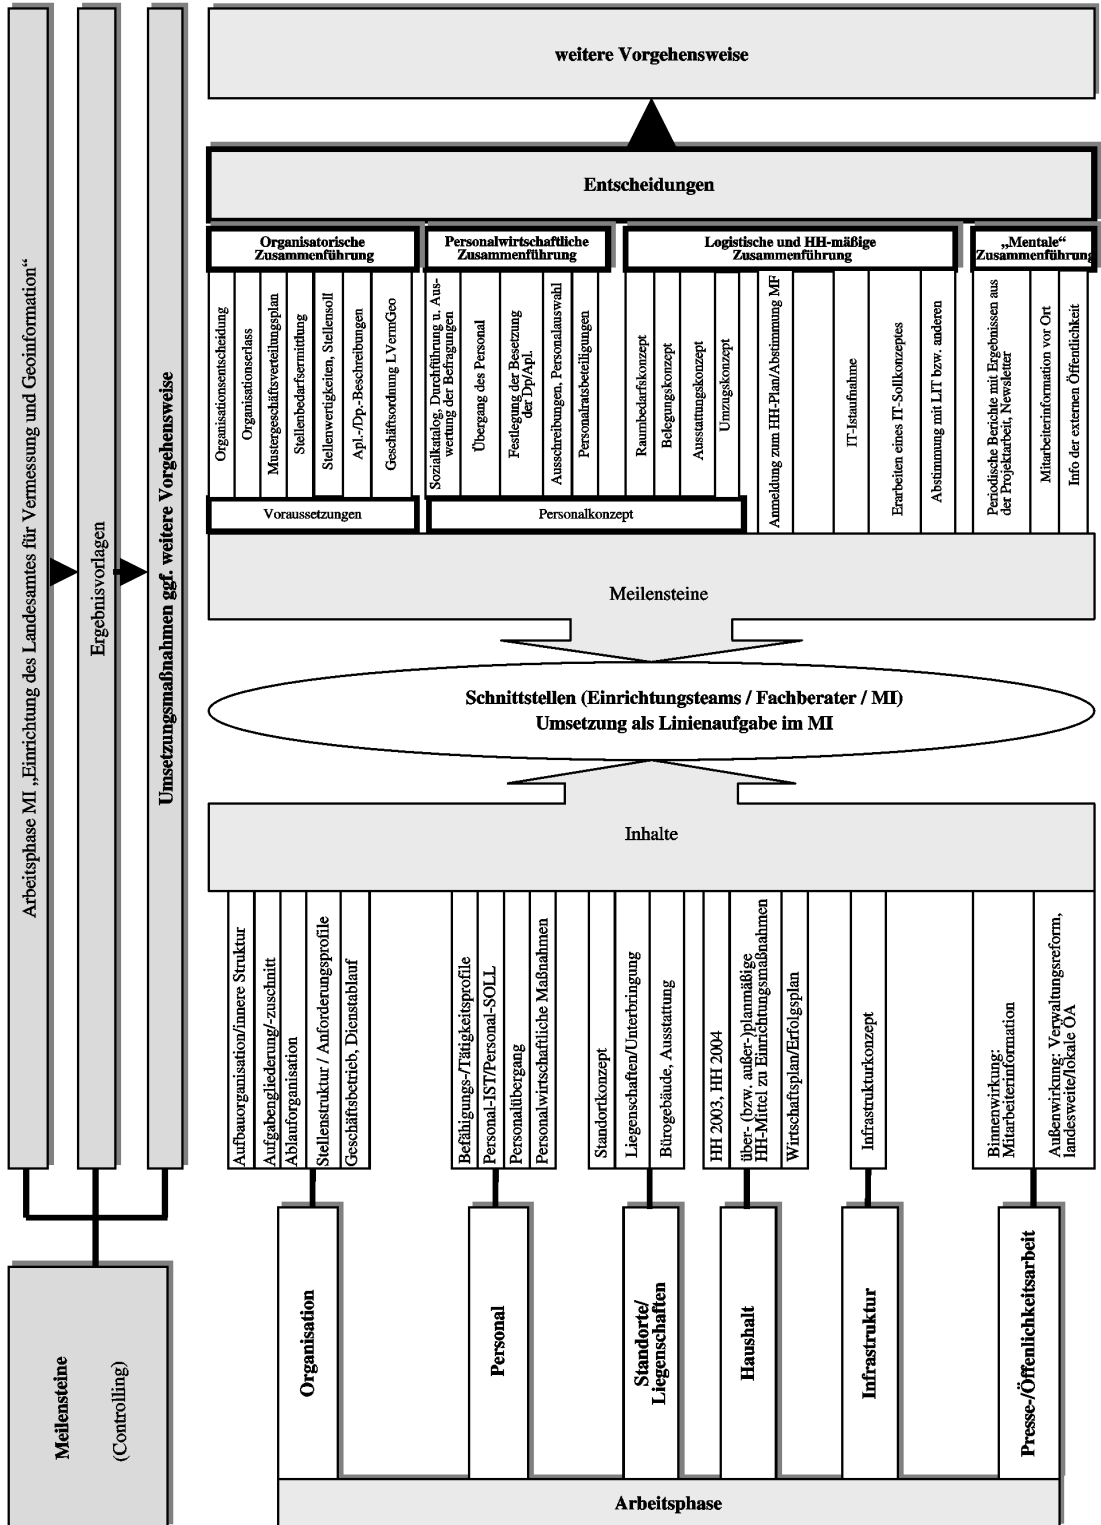 weitere Vorgehensweise
Entscheidungen
Organisatorische
Zusammenführung
Personalwirtschaftliche
Zusammenführung
Logistische und HH-mäßige
Zusammenführung
„Mentale“
Zusammenführung
Organisationsentscheidung
Organisationserlass
Mustergeschäftsverteilungsplan
Stellenbedarfsermittlung
Stellenwertigkeiten, Stellensoll
Apl.-/Dp.-Beschreibungen
Geschäftsordnung LVermGeo
Sozialkatalog, Durchführung u. Aus-
wertung der Befragungen
Übergang des Personal
Festlegung der Besetzung
der Dp/Apl.
Ausschreibungen, Personalauswahl
Personalratsbeteiligungen
Raumbedarfskonzept
Belegungskonzept
Ausstattungskonzept
Umzugskonzept
Anmeldung zum HH-Plan/Abstimmung MF
IT-Istaufnahme
Erarbeiten eines IT-Sollkonzeptes
Abstimmung mit LIT bzw. anderen
Periodische Berichte mit Ergebnissen aus
der Projektarbeit, Newsletter
Mitarbeiterinformation vor Ort
Info der externen Öffentlichkeit
Voraussetzungen
Personalkonzept
Meilensteine
Schnittstellen (Einrichtungsteams / Fachberater / MI)
Umsetzung als Linienaufgabe im MI
Inhalte
Aufbauorganisation/innere Struktur
Aufgabengliederung/-zuschnitt
Ablauforganisation
Stellenstruktur / Anforderungsprofile
Geschäftsbetrieb, Dienstablauf
Befähigungs-/Tätigkeitsprofile
Personal-IST/Personal-SOLL
Personalübergang
Personalwirtschaftliche Maßnahmen
Standortkonzept
Liegenschaften/Unterbringung
Bürogebäude, Ausstattung
HH 2003, HH 2004
über- (bzw. außer-)planmäßige
HH-Mittel zu Einrichtungsmaßnahmen
Wirtschaftsplan/Erfolgsplan
Infrastrukturkonzept
Binnenwirkung:
Mitarbeiterinformation
Außenwirkung: Verwaltungsreform,
landesweite/lokale ÖA
Organisation
Personal
Standorte/
Liegenschaften
Haushalt
Infrastruktur
Presse-/Öffentlichkeitsarbeit
Arbeitsphase
Arbeitsphase MI „Einrichtung des Landesamtes für Vermessung und Geoinformation“
Ergebnisvorlagen
Umsetzungsmaßnahmen ggf. weitere Vorgehensweise
Meilensteine
(Controlling)